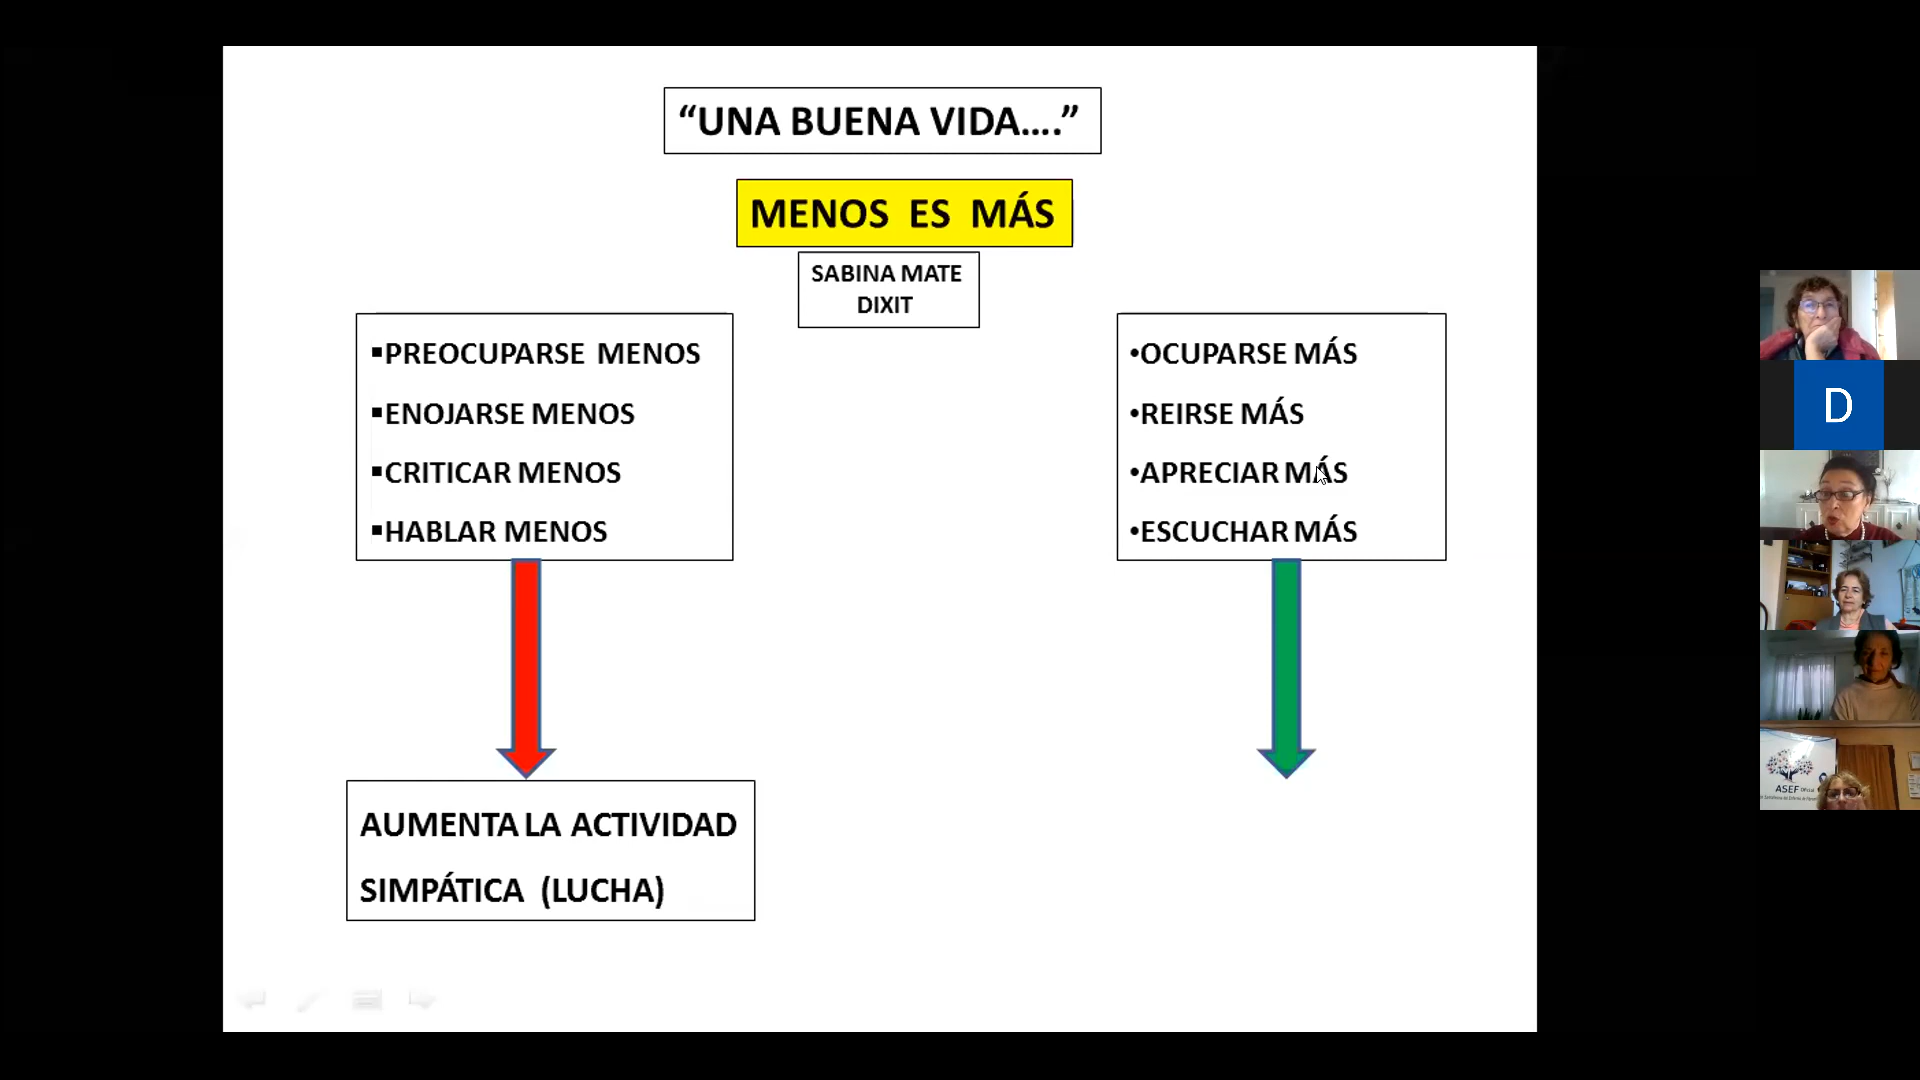 “UNA BUENA VIDA....”
MENOS ES MÁS
SABINA MATE
DIXIT
▪PREOCUPARSE MENOS
▪ENOJARSE MENOS
▪CRITICAR MENOS
▪HABLAR MENOS
•OCUPARSE MÁS
•REIRSE MÁS
•APRECIAR MÁS
•ESCUCHAR MÁS
AUMENTA LA ACTIVIDAD
SIMPÁTICA (LUCHA)
D
ASEF